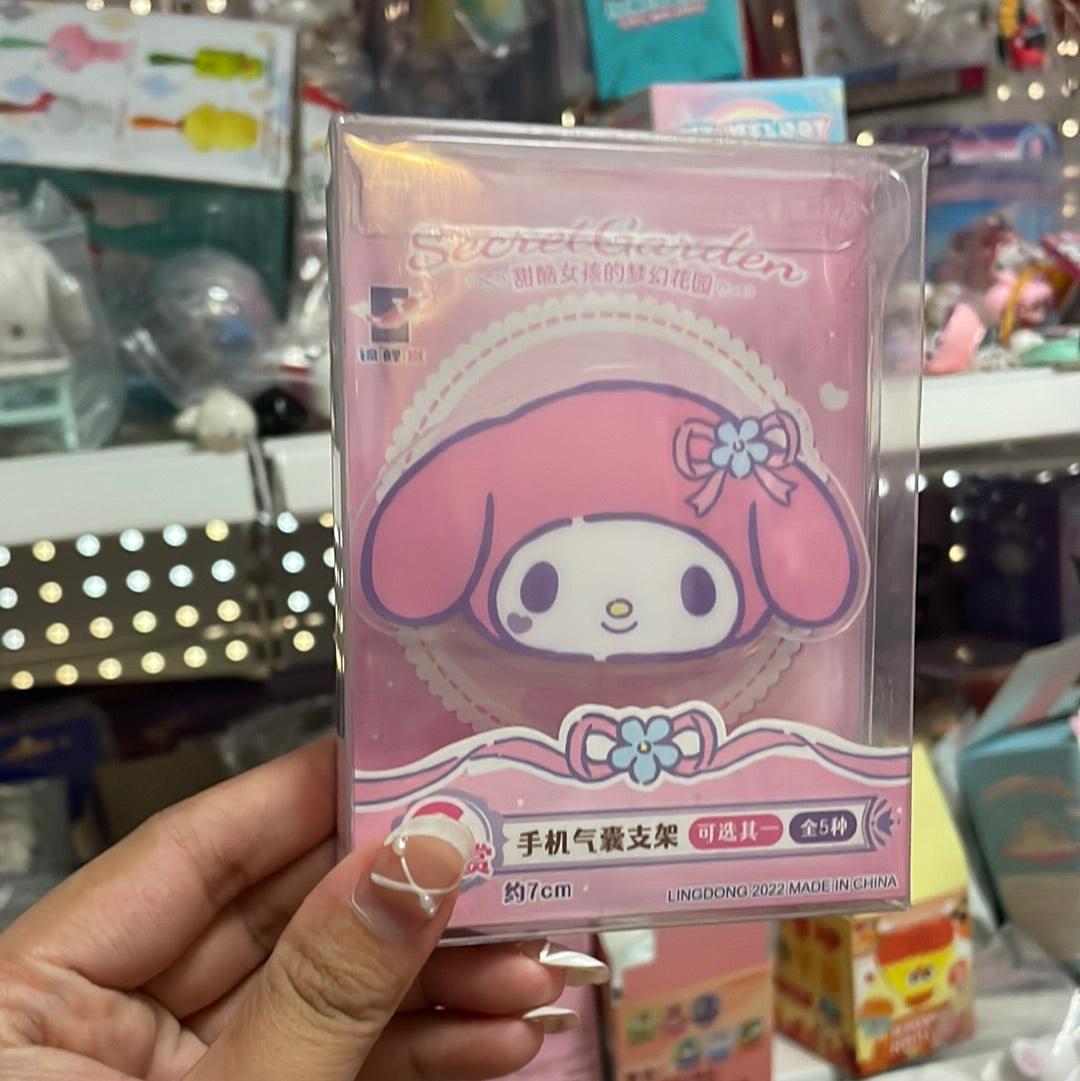 Secret Garden
甜酷女孩的梦幻花园
赏
手机气囊支架 可选其一 全5种
约7cm
LINGDONG 2022 MADE IN CHINA